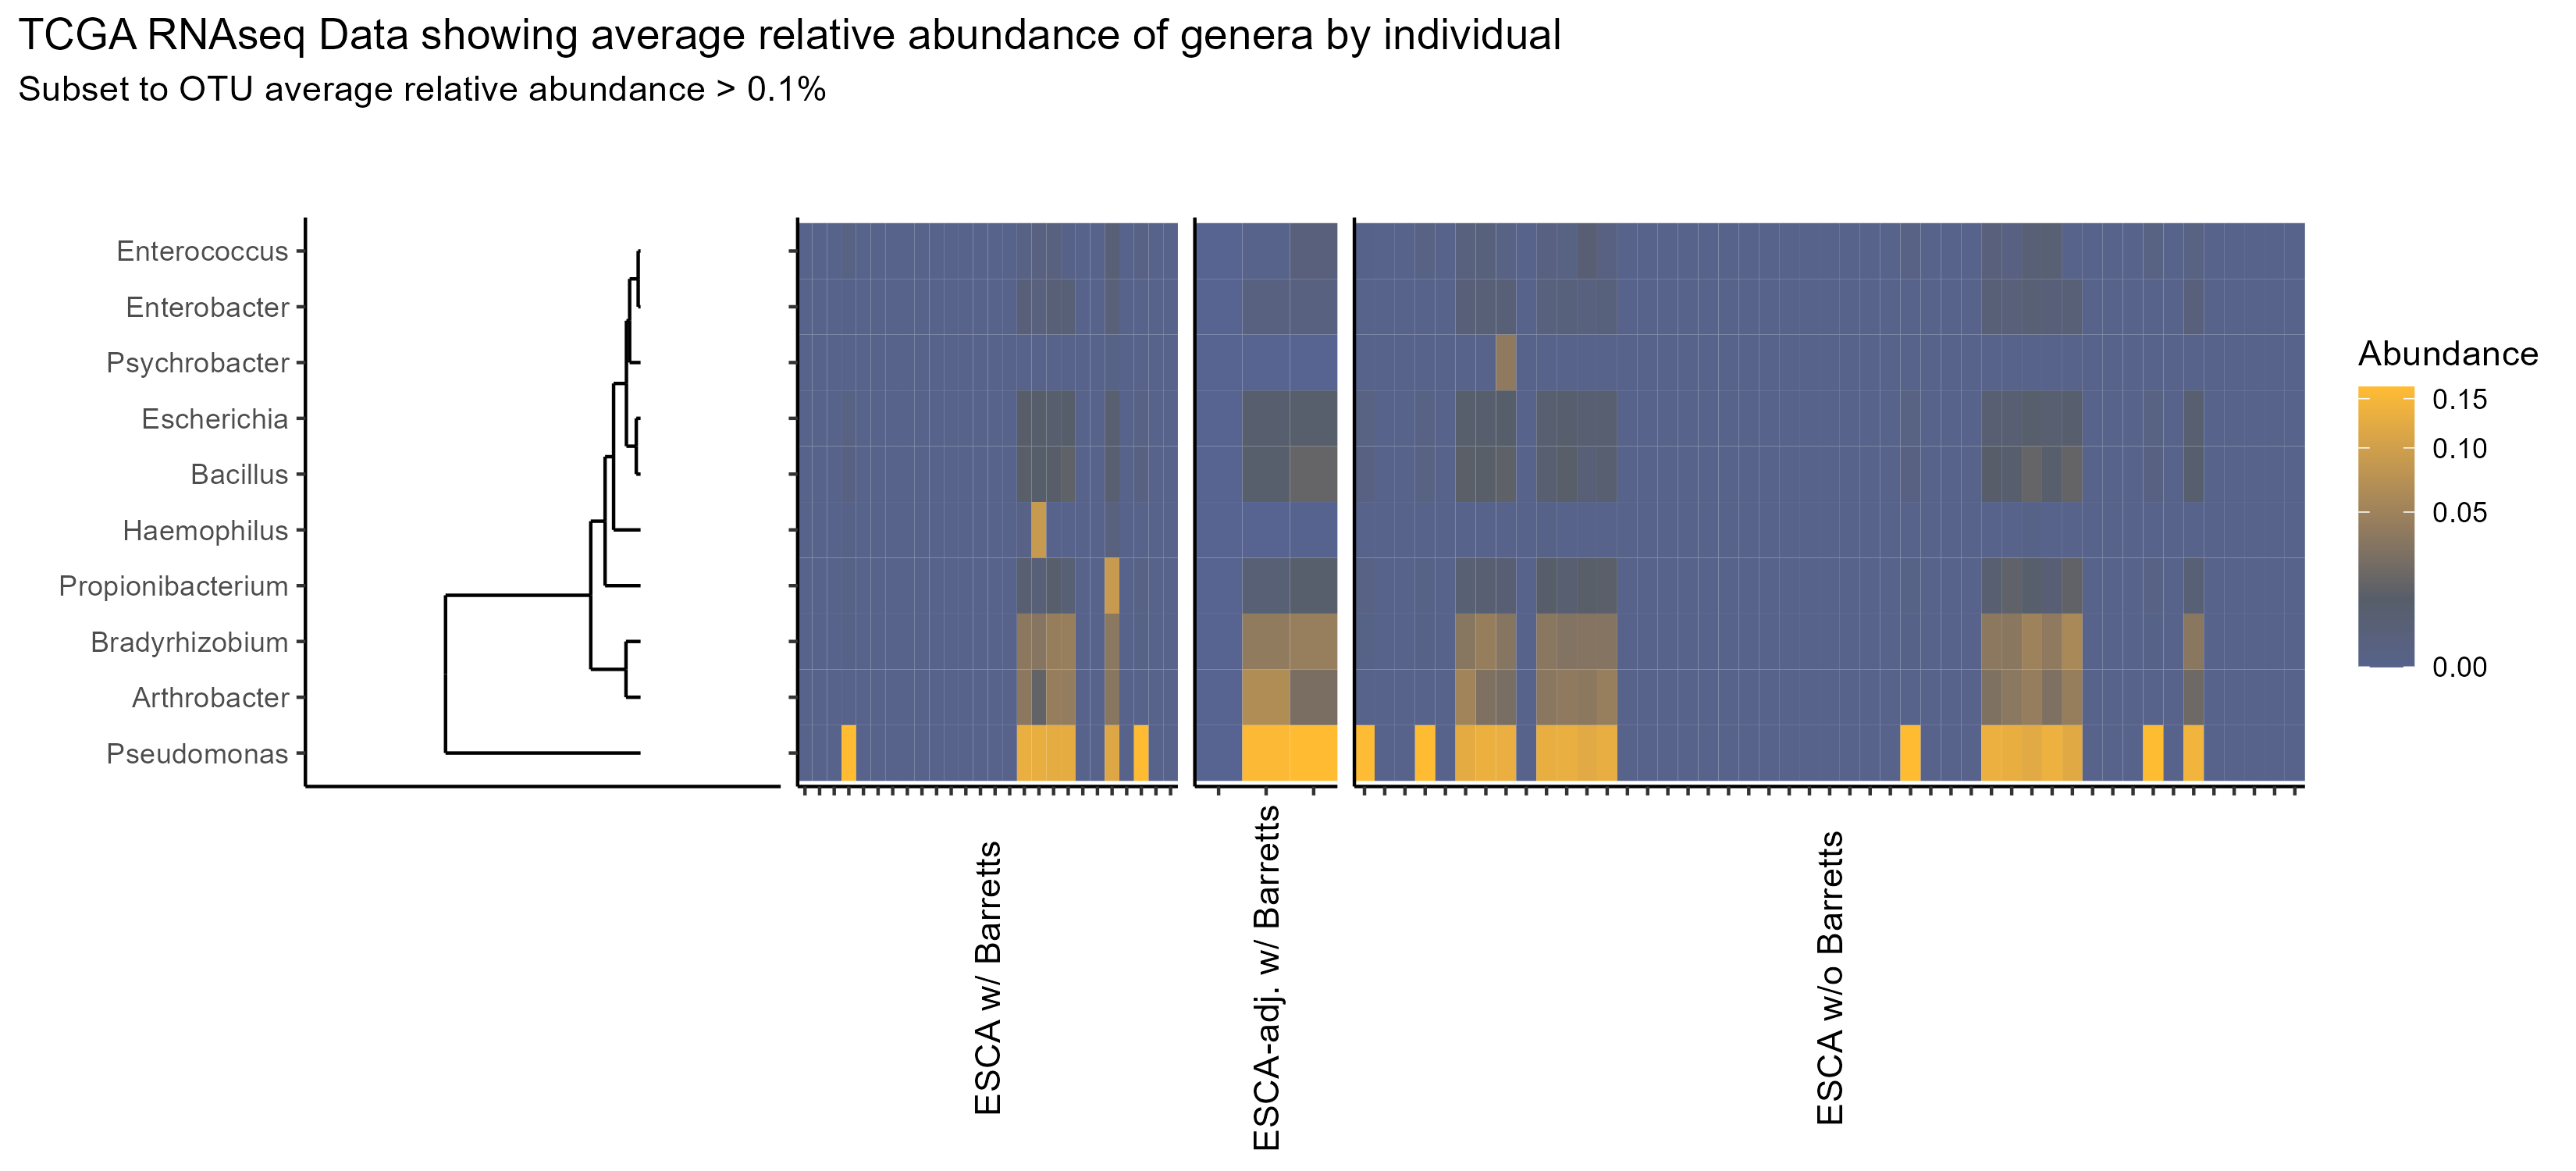 TCGA RNAseq Data showing average relative abundance of genera by individual
Subset to OTU average relative abundance > 0.1%
Enterococcus
Enterobacter
Psychrobacter
Escherichia
Bacillus
Haemophilus
Propionibacterium
Bradyrhizobium
Arthrobacter
Pseudomonas
ESCA w/ Barretts
ESCA-adj. w/ Barretts
ESCA w/o Barretts
Abundance
0.15
0.10
0.05
0.00